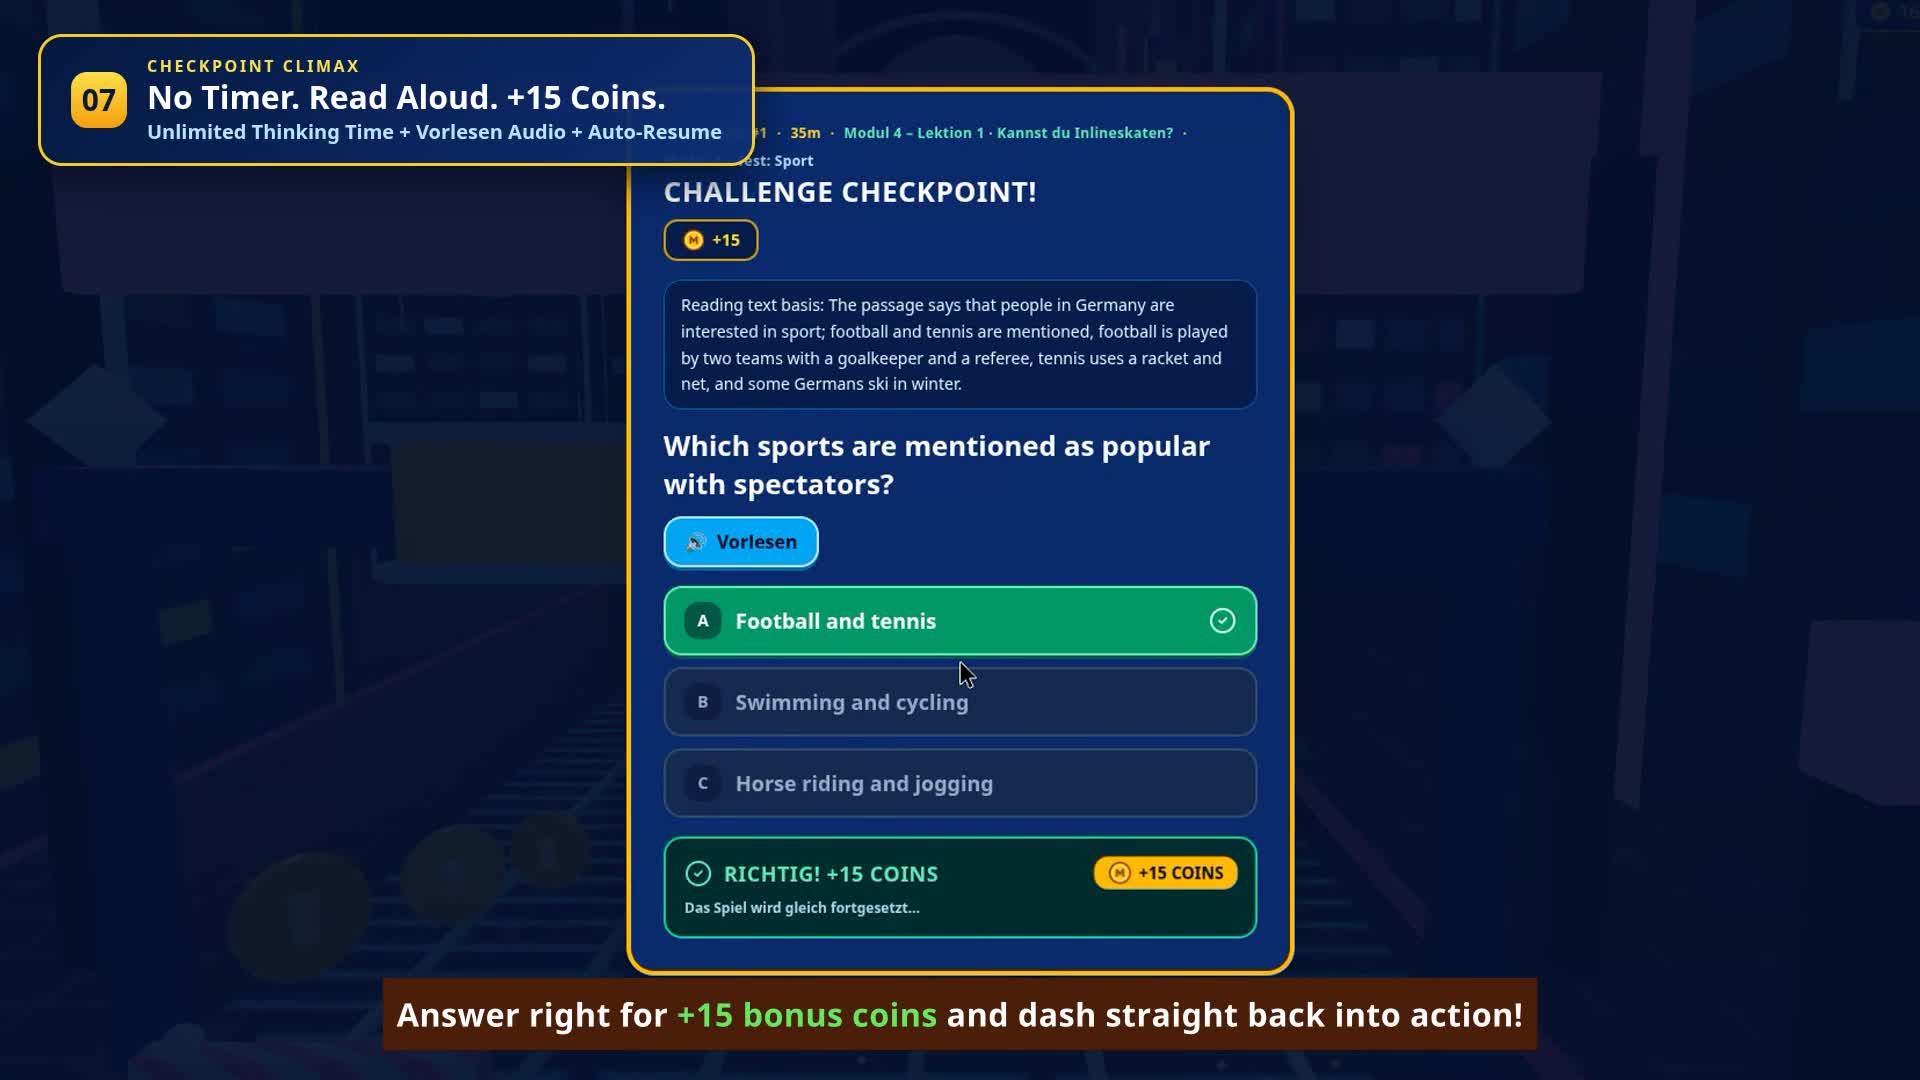 CHECKPOINT CLIMAX
07
No Timer. Read Aloud. +15 Coins.
Unlimited Thinking Time + Vorlesen Audio + Auto-Resume
#1 · 35m · Modul 4 – Lektion 1 · Kannst du Inlineskaten? ·
Sport
CHALLENGE CHECKPOINT!
M +15
Reading text basis: The passage says that people in Germany are
interested in sport; football and tennis are mentioned, football is played
by two teams with a goalkeeper and a referee, tennis uses a racket and
net, and some Germans ski in winter.
Which sports are mentioned as popular
with spectators?
Vorlesen
A Football and tennis
B Swimming and cycling
C Horse riding and jogging
RICHTIG! +15 COINS
M +15 COINS
Das Spiel wird gleich fortgesetzt...
Answer right for +15 bonus coins and dash straight back into action!